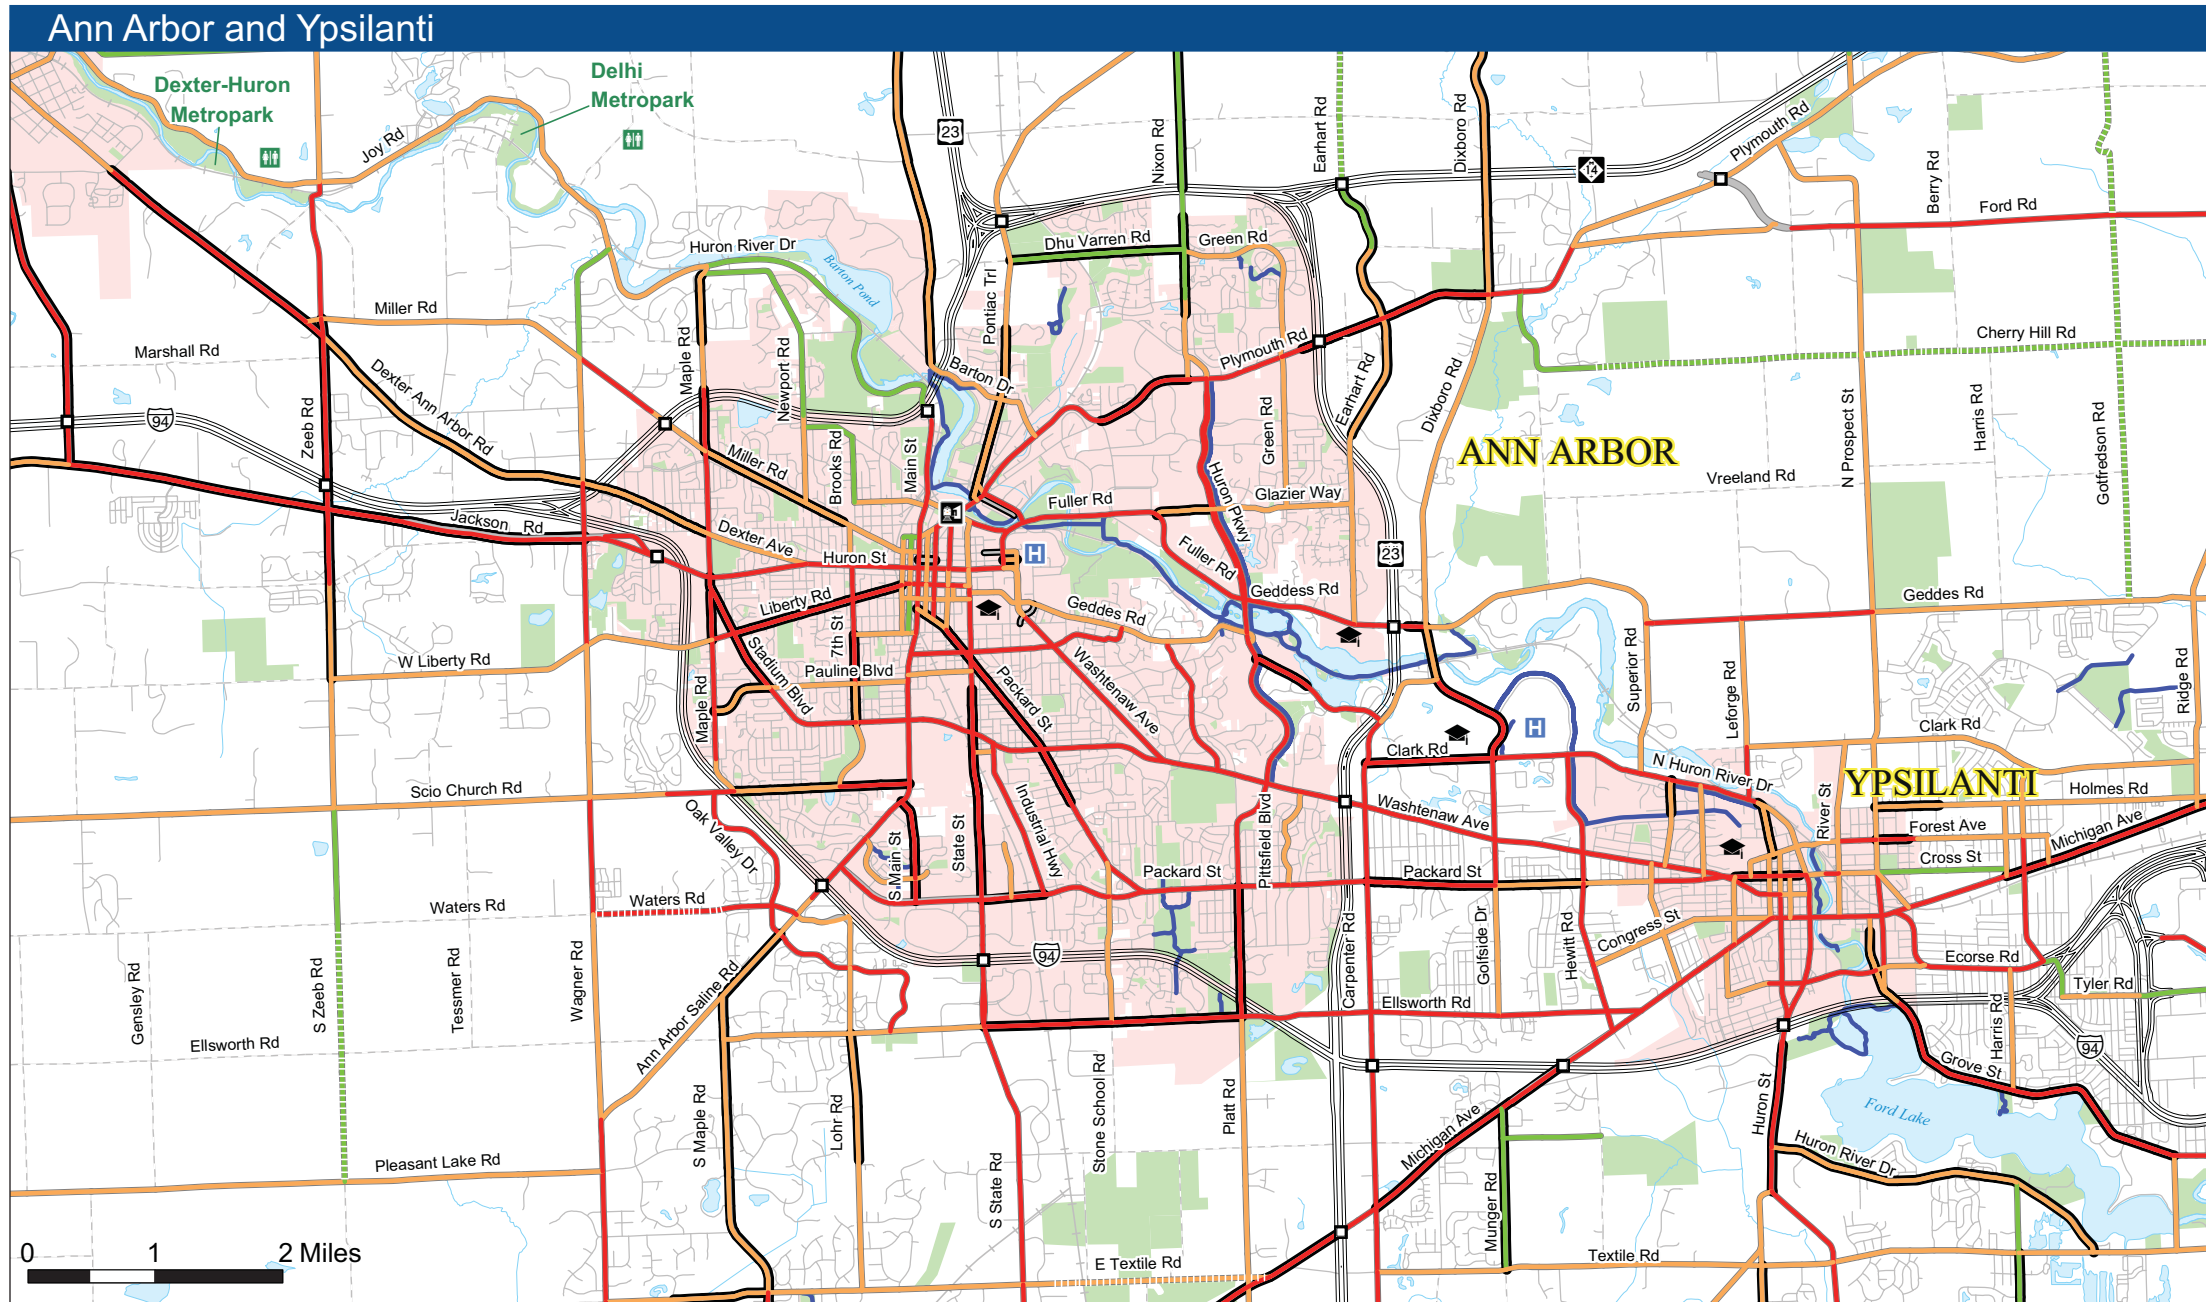 Ann Arbor and Ypsilanti
Dexter-Huron
Metropark
Delhi
Metropark
Joy Rd
23
Nixon Rd
Earhart Rd
Dixboro Rd
14
Plymouth Rd
Berry Rd
Ford Rd
Huron River Dr
Barton Pond
Dhu Varren Rd
Green Rd
Pontiac Trl
Miller Rd
Marshall Rd
Maple Rd
Newport Rd
Plymouth Rd
Cherry Hill Rd
Dexter Ann Arbor Rd
Barton Dr
Earhart Rd
Dixboro Rd
94
Zeeb Rd
Green Rd
N Prospect St
Harris Rd
Gotfredson Rd
Miller Rd
Brooks Rd
Main St
ANN ARBOR
Vreeland Rd
Jackson Rd
Dexter Ave
Fuller Rd
Huron Pkwy
Glazier Way
Huron St
H
Fuller Rd
23
Liberty Rd
Geddes Rd
Geddess Rd
Geddes Rd
W Liberty Rd
7th St
Stadium Blvd
Pauline Blvd
Packard St
Washtenaw Ave
Superior Rd
Leforge Rd
Ridge Rd
Maple Rd
H
Clark Rd
Clark Rd
N Huron River Dr
YPSILANTI
Scio Church Rd
Oak Valley Dr
State St
Industrial Hwy
Pittsfield Blvd
Washtenaw Ave
River St
Holmes Rd
Forest Ave
Michigan Ave
S Main St
Packard St
Packard St
Cross St
Waters Rd
Waters Rd
Congress St
Gensley Rd
S Zeeb Rd
Tessmer Rd
Wagner Rd
Ann Arbor Saline Rd
94
Carpenter Rd
Golfside Dr
Hewitt Rd
Ecorse Rd
Tyler Rd
Ellsworth Rd
Ellsworth Rd
Harris Rd
94
Grove St
Ford Lake
S Maple Rd
Lohr Rd
Stone School Rd
Platt Rd
Michigan Ave
Huron St
Huron River Dr
Pleasant Lake Rd
S State Rd
Munger Rd
E Textile Rd
Textile Rd
0 1 2 Miles